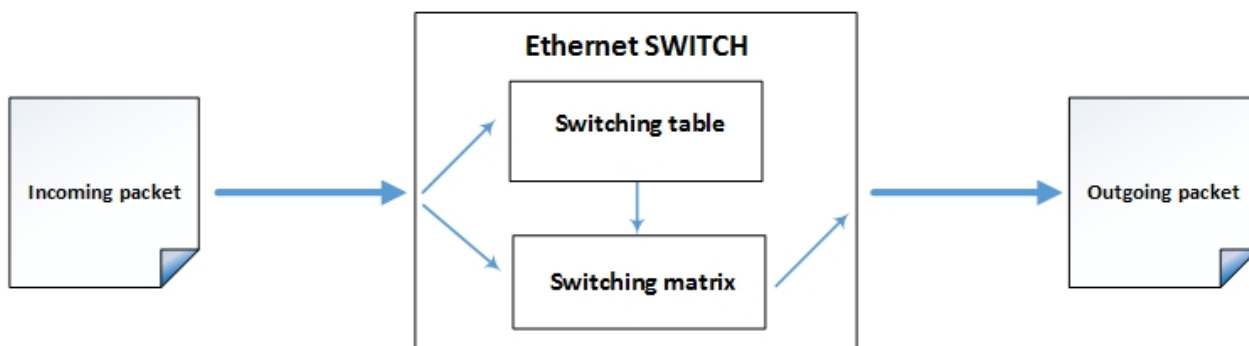 Ethernet SWITCH
Switching table
Incoming packet
Outgoing packet
Switching matrix